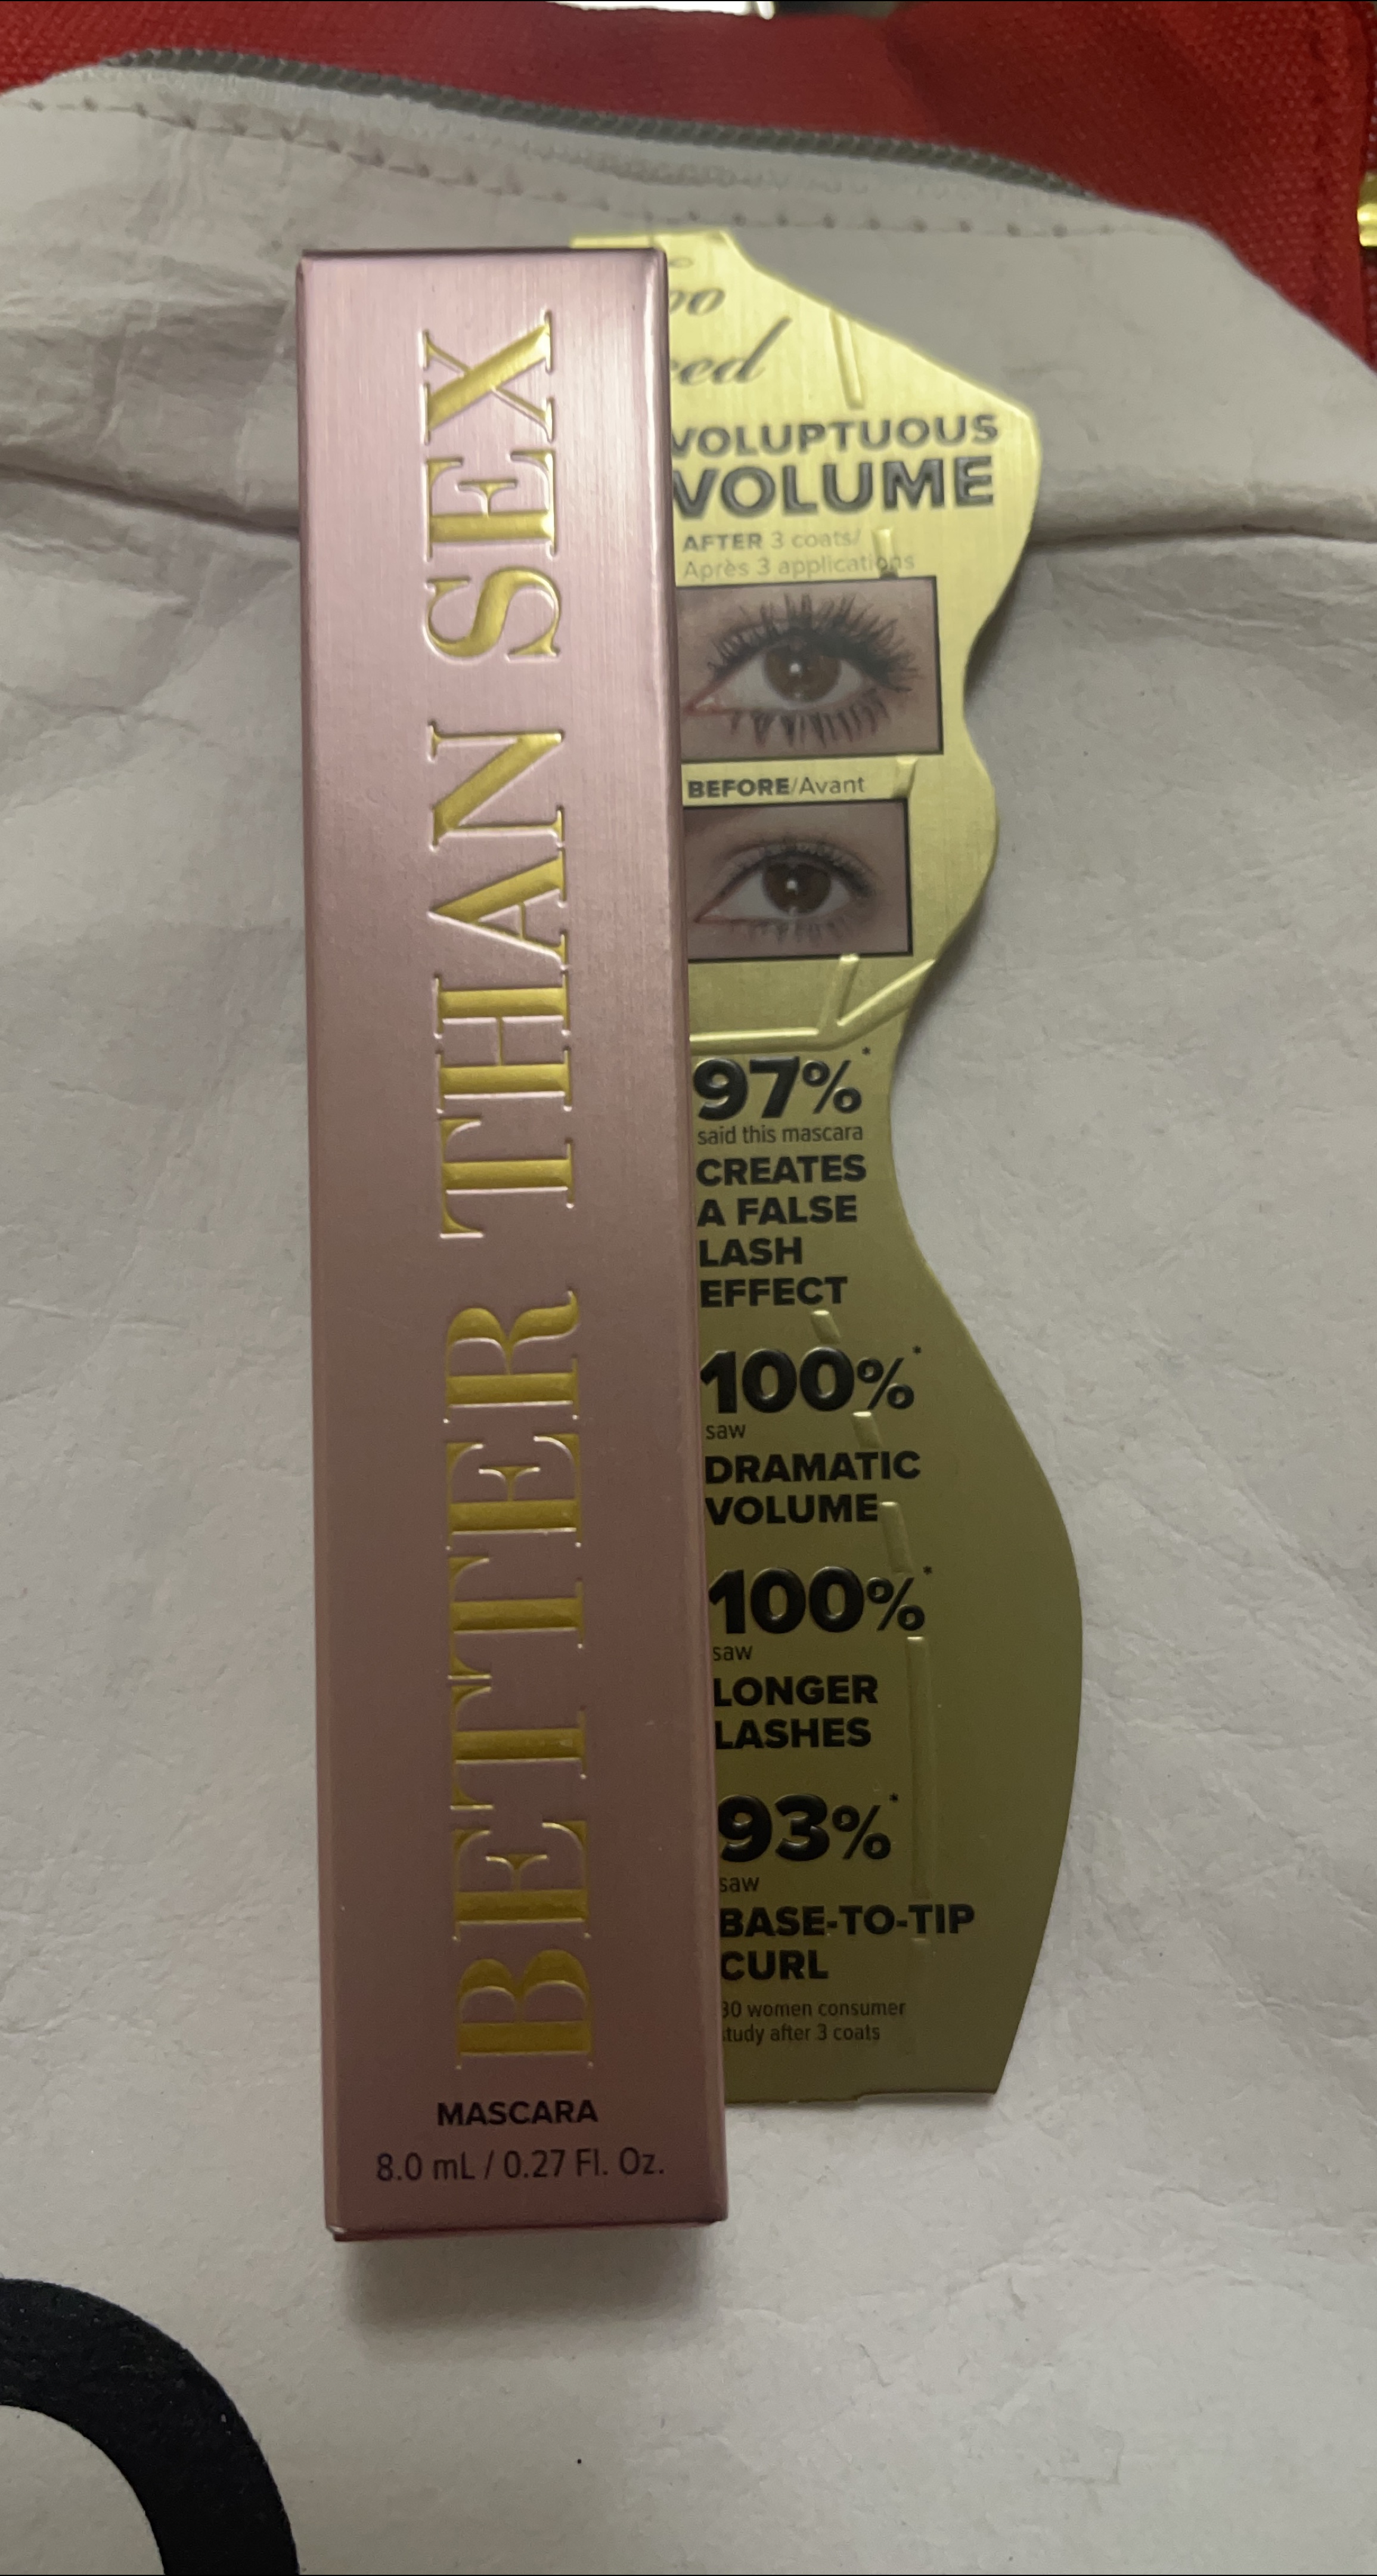 BETTER THAN SEX
MASCARA
8.0 mL / 0.27 Fl. Oz.
VOLUPTUOUS
VOLUME
AFTER 3 coats/
Après 3 applications
BEFORE/Avant
97%*
said this mascara
CREATES
A FALSE
LASH
EFFECT
100%*
saw
DRAMATIC
VOLUME
100%*
saw
LONGER
LASHES
93%*
saw
BASE-TO-TIP
CURL
30 women consumer
study after 3 coats